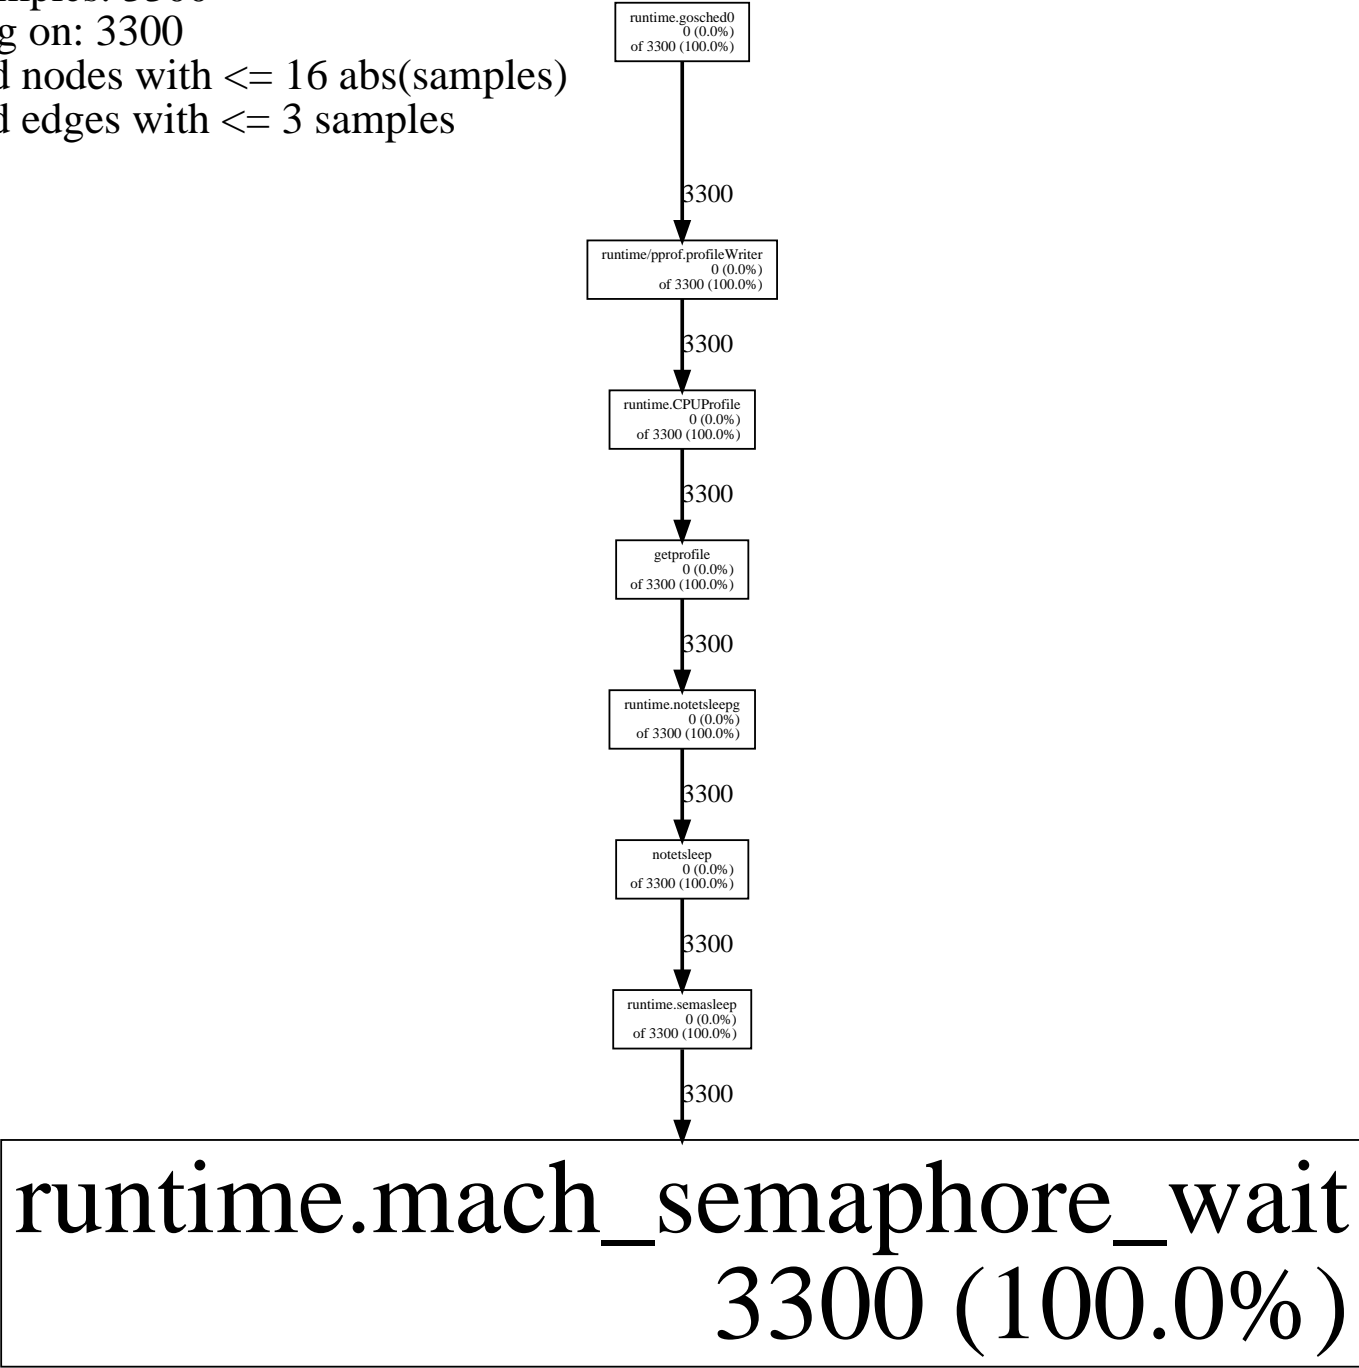 g on: 3300
d nodes with <= 16 abs(samples)
d edges with <= 3 samples
runtime.gosched0
0 (0.0%)
of 3300 (100.0%)
3300
runtime/pprof.profileWriter
0 (0.0%)
of 3300 (100.0%)
3300
runtime.CPUProfile
0 (0.0%)
of 3300 (100.0%)
3300
getprofile
0 (0.0%)
of 3300 (100.0%)
3300
runtime.notetsleepg
0 (0.0%)
of 3300 (100.0%)
3300
notetsleep
0 (0.0%)
of 3300 (100.0%)
3300
runtime.semasleep
0 (0.0%)
of 3300 (100.0%)
3300
runtime.mach_semaphore_wait
3300 (100.0%)